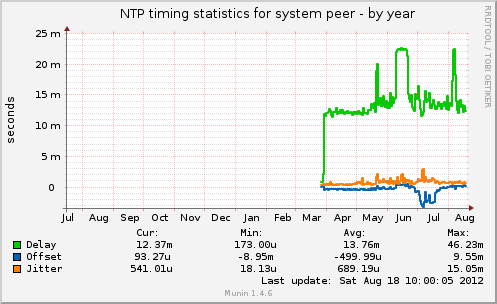 NTP timing statistics for system peer - by year
RRDTOOL / TOBI OETIKER
seconds
25 m
20 m
15 m
10 m
5 m
0
Jul Aug Sep Oct Nov Dec Jan Feb Mar Apr May Jun Jul Aug
Cur: Min: Avg: Max:
Delay 12.37m 173.00u 13.76m 46.23m
Offset 93.27u -8.95m -499.99u 9.55m
Jitter 541.01u 18.13u 689.19u 15.05m
Last update: Sat Aug 18 10:00:05 2012
Munin 1.4.6